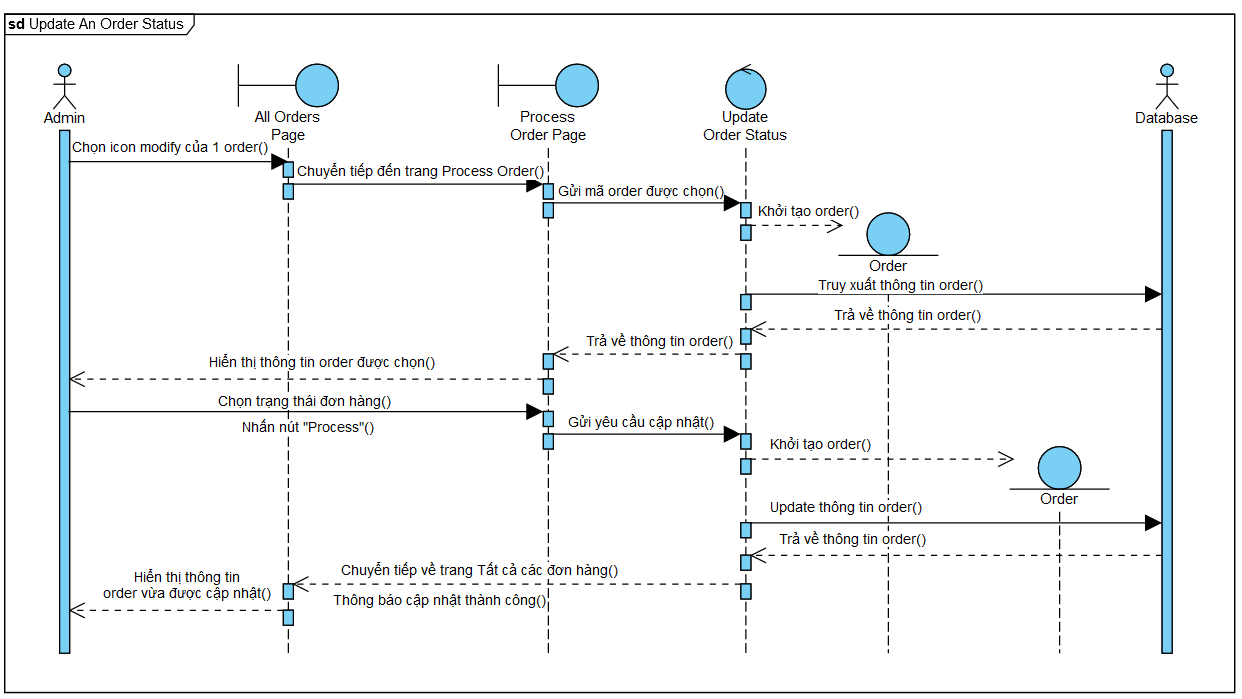 sd Update An Order Status
Admin
All Orders
Page
Process
Order Page
Update
Order Status
Database
Chọn icon modify của 1 order()
Chuyển tiếp đến trang Process Order()
Gửi mã order được chọn()
Khởi tạo order()
Order
Truy xuất thông tin order()
Trả về thông tin order()
Trả về thông tin order()
Hiển thị thông tin order được chọn()
Chọn trạng thái đơn hàng()
Nhấn nút "Process"()
Gửi yêu cầu cập nhật()
Khởi tạo order()
Order
Update thông tin order()
Trả về thông tin order()
Chuyển tiếp về trang Tất cả các đơn hàng()
Thông báo cập nhật thành công()
Hiển thị thông tin
order vừa được cập nhật()